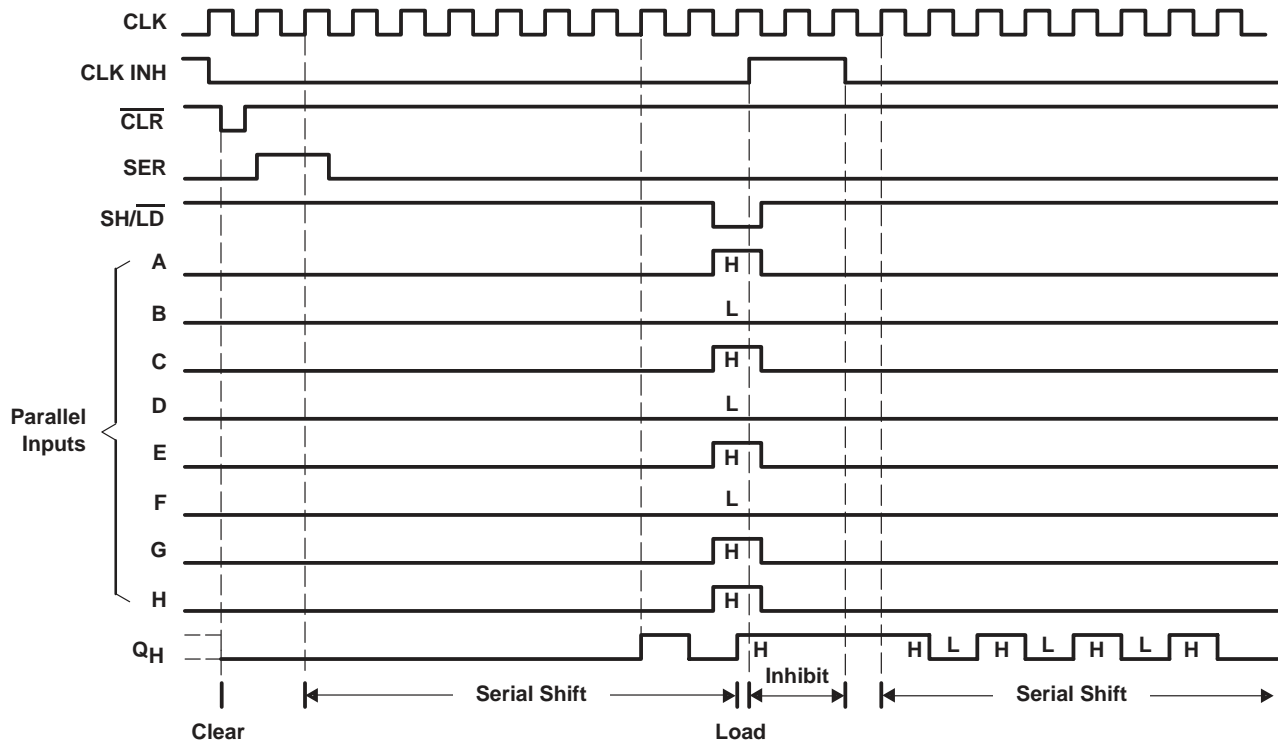 CLK
CLK INH
CLR
SER
SH/LD
A
H
B
L
C
H
D
L
Parallel
Inputs
E
H
F
L
G
H
H
H
QH
H
H
L
H
L
H
L
H
Inhibit
Serial Shift
Serial Shift
Clear
Load